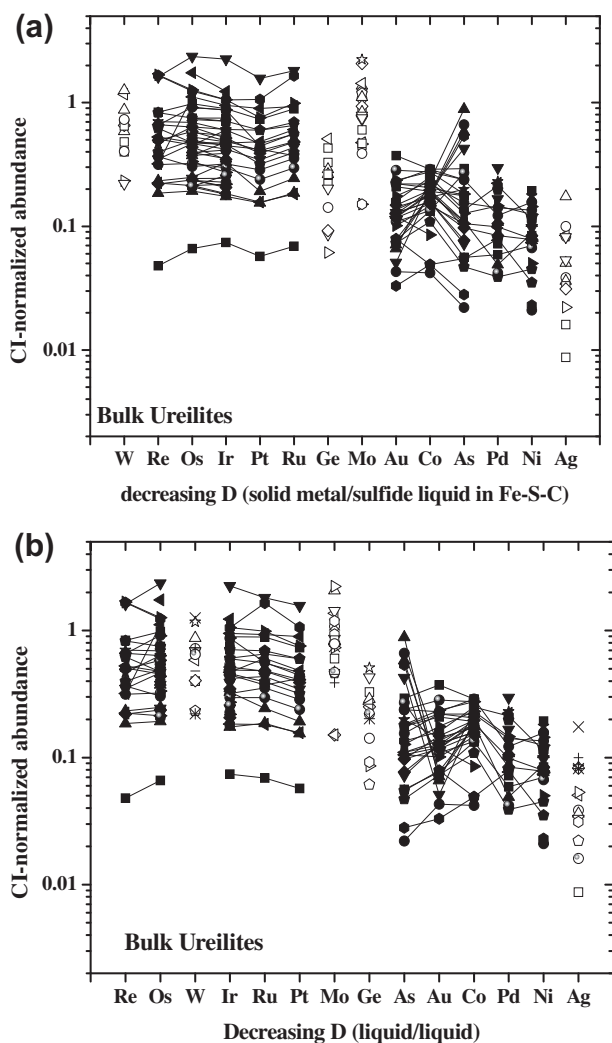 (a)
CI-normalized abundance
1
0.1
0.01
Bulk Ureilites
W Re Os Ir Pt Ru Ge Mo Au Co As Pd Ni Ag
decreasing D (solid metal/sulfide liquid in Fe-S-C)
(b)
CI-normalized abundance
1
0.1
0.01
Bulk Ureilites
Re Os W Ir Ru Pt Mo Ge As Au Co Pd Ni Ag
Decreasing D (liquid/liquid)